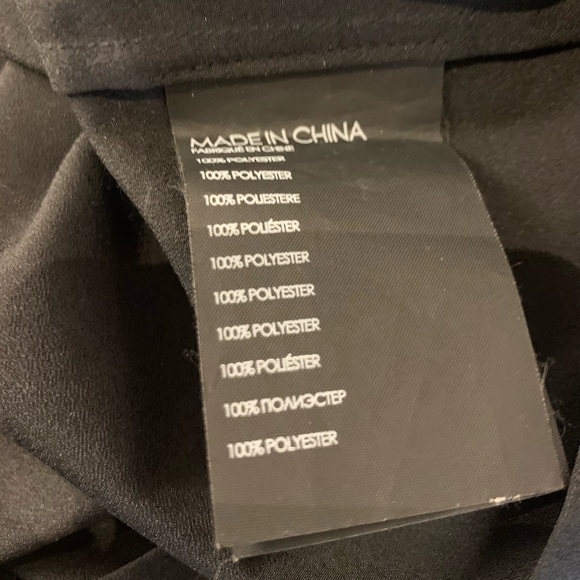 MADE IN CHINA
FABRIQUÉ EN CHINE
100% POLYESTER
100% POLYESTER
100% POLIESTERE
100% POLIÉSTER
100% POLYESTER
100% POLYESTER
100% POLYESTER
100% POLIÉSTER
100% ПОЛИЭСТЕР
100% POLYESTER